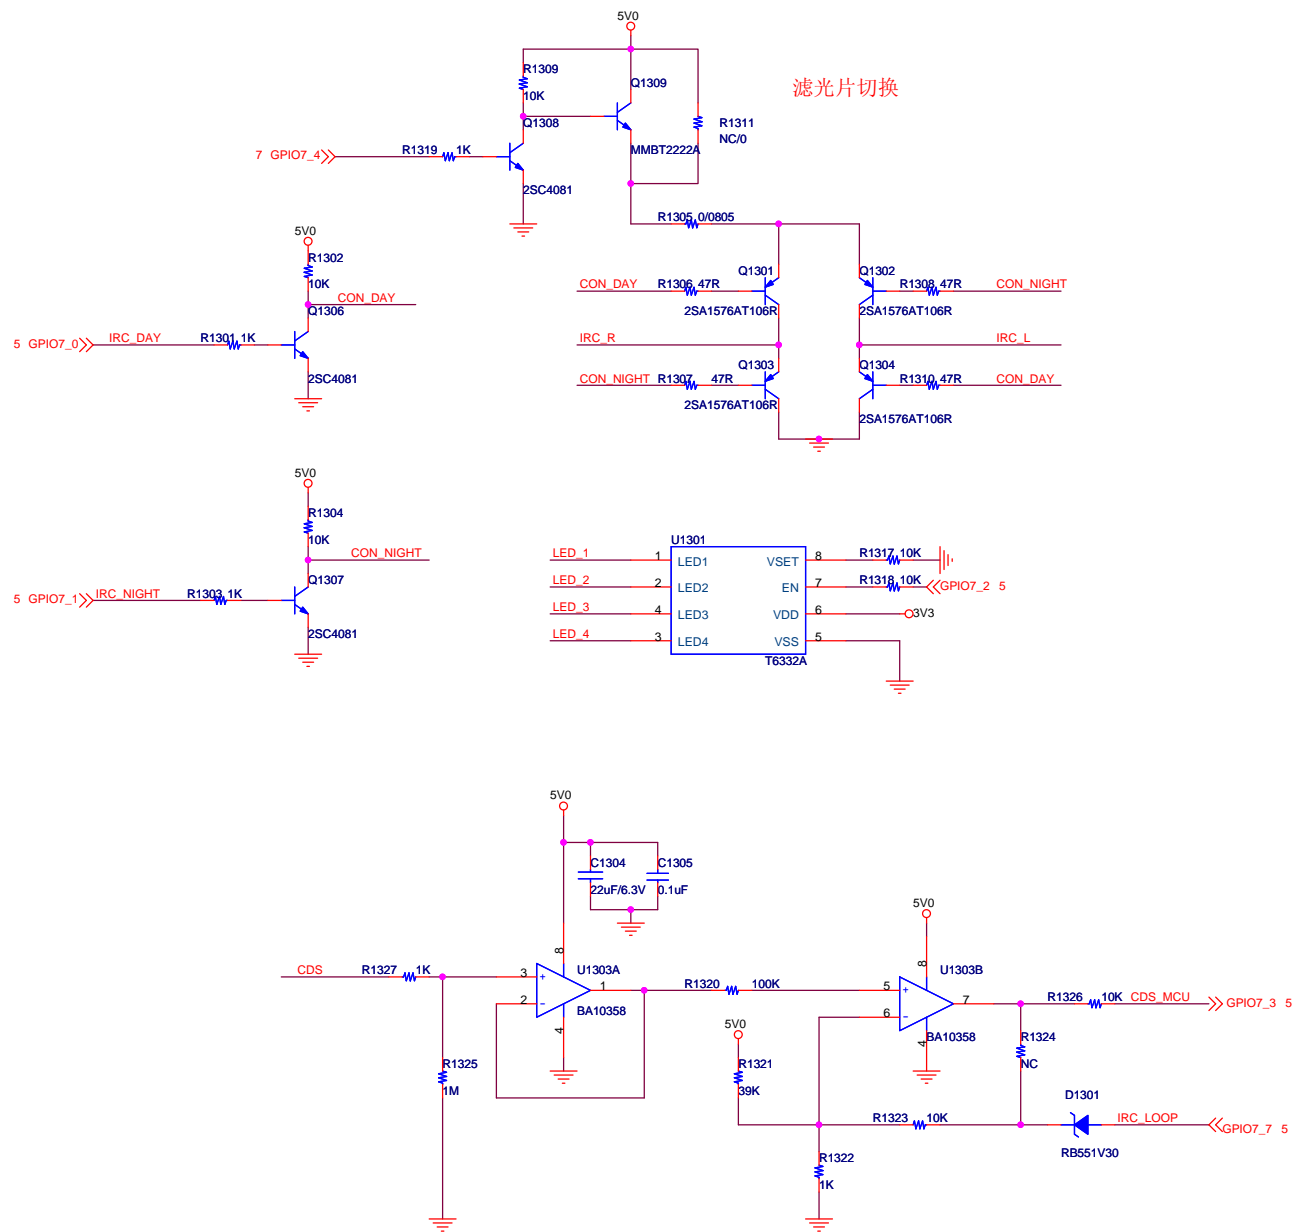 5V0
R1309
10K
Q1309
滤光片切换
Q1308
R1311
NC/0
7 GPIO7_4
R1319 1K
MMBT2222A
2SC4081
R1305 0/0805
5V0
R1302
10K
CON_DAY
Q1306
5 GPIO7_0
IRC_DAY
R1301 1K
2SC4081
Q1301
Q1302
CON_DAY
R1306 47R
R1308 47R
CON_NIGHT
2SA1576AT106R
2SA1576AT106R
IRC_R
IRC_L
Q1303
Q1304
CON_NIGHT
R1307 47R
R1310 47R
CON_DAY
2SA1576AT106R
2SA1576AT106R
5V0
R1304
10K
CON_NIGHT
Q1307
5 GPIO7_1
IRC_NIGHT
R1303 1K
2SC4081
U1301
LED_1 1 LED1 VSET 8 R1317 10K
LED_2 2 LED2 EN 7 R1318 10K GPIO7_2 5
LED_3 4 LED3 VDD 6 3V3
LED_4 3 LED4 VSS 5
T6332A
5V0
C1304
22uF/6.3V
C1305
0.1uF
CDS
R1327 1K
8
3
+
2
-
4
1
U1303A
BA10358
R1325
1M
R1320 100K
5V0
8
5
+
6
-
4
7
U1303B
BA10358
R1326 10K
CDS_MCU
GPIO7_3 5
R1324
NC
5V0
R1321
39K
R1323 10K
D1301
RB551V30
IRC_LOOP
GPIO7_7 5
R1322
1K